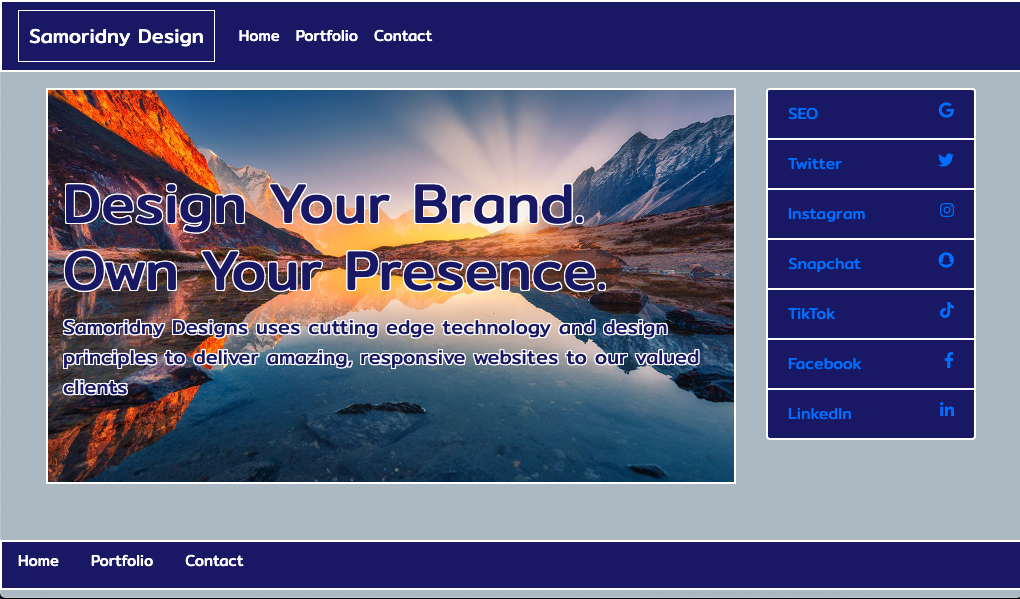 Samoridny Design
Home Portfolio Contact
Design Your Brand.
Own Your Presence.
Samoridny Designs uses cutting edge technology and design
principles to deliver amazing, responsive websites to our valued
clients
SEO
Twitter
Instagram
Snapchat
TikTok
Facebook
LinkedIn
Home Portfolio Contact